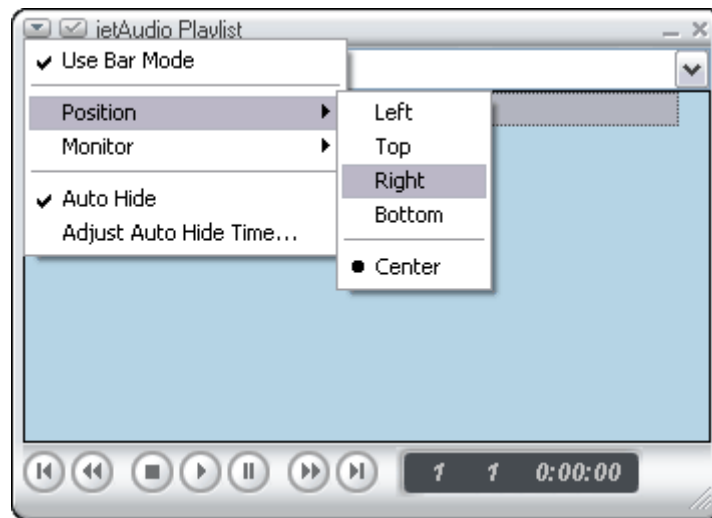 jetAudio Playlist
Use Bar Mode
Position
Monitor
Auto Hide
Adjust Auto Hide Time...
Left
Top
Right
Bottom
Center
1 1 0:00:00